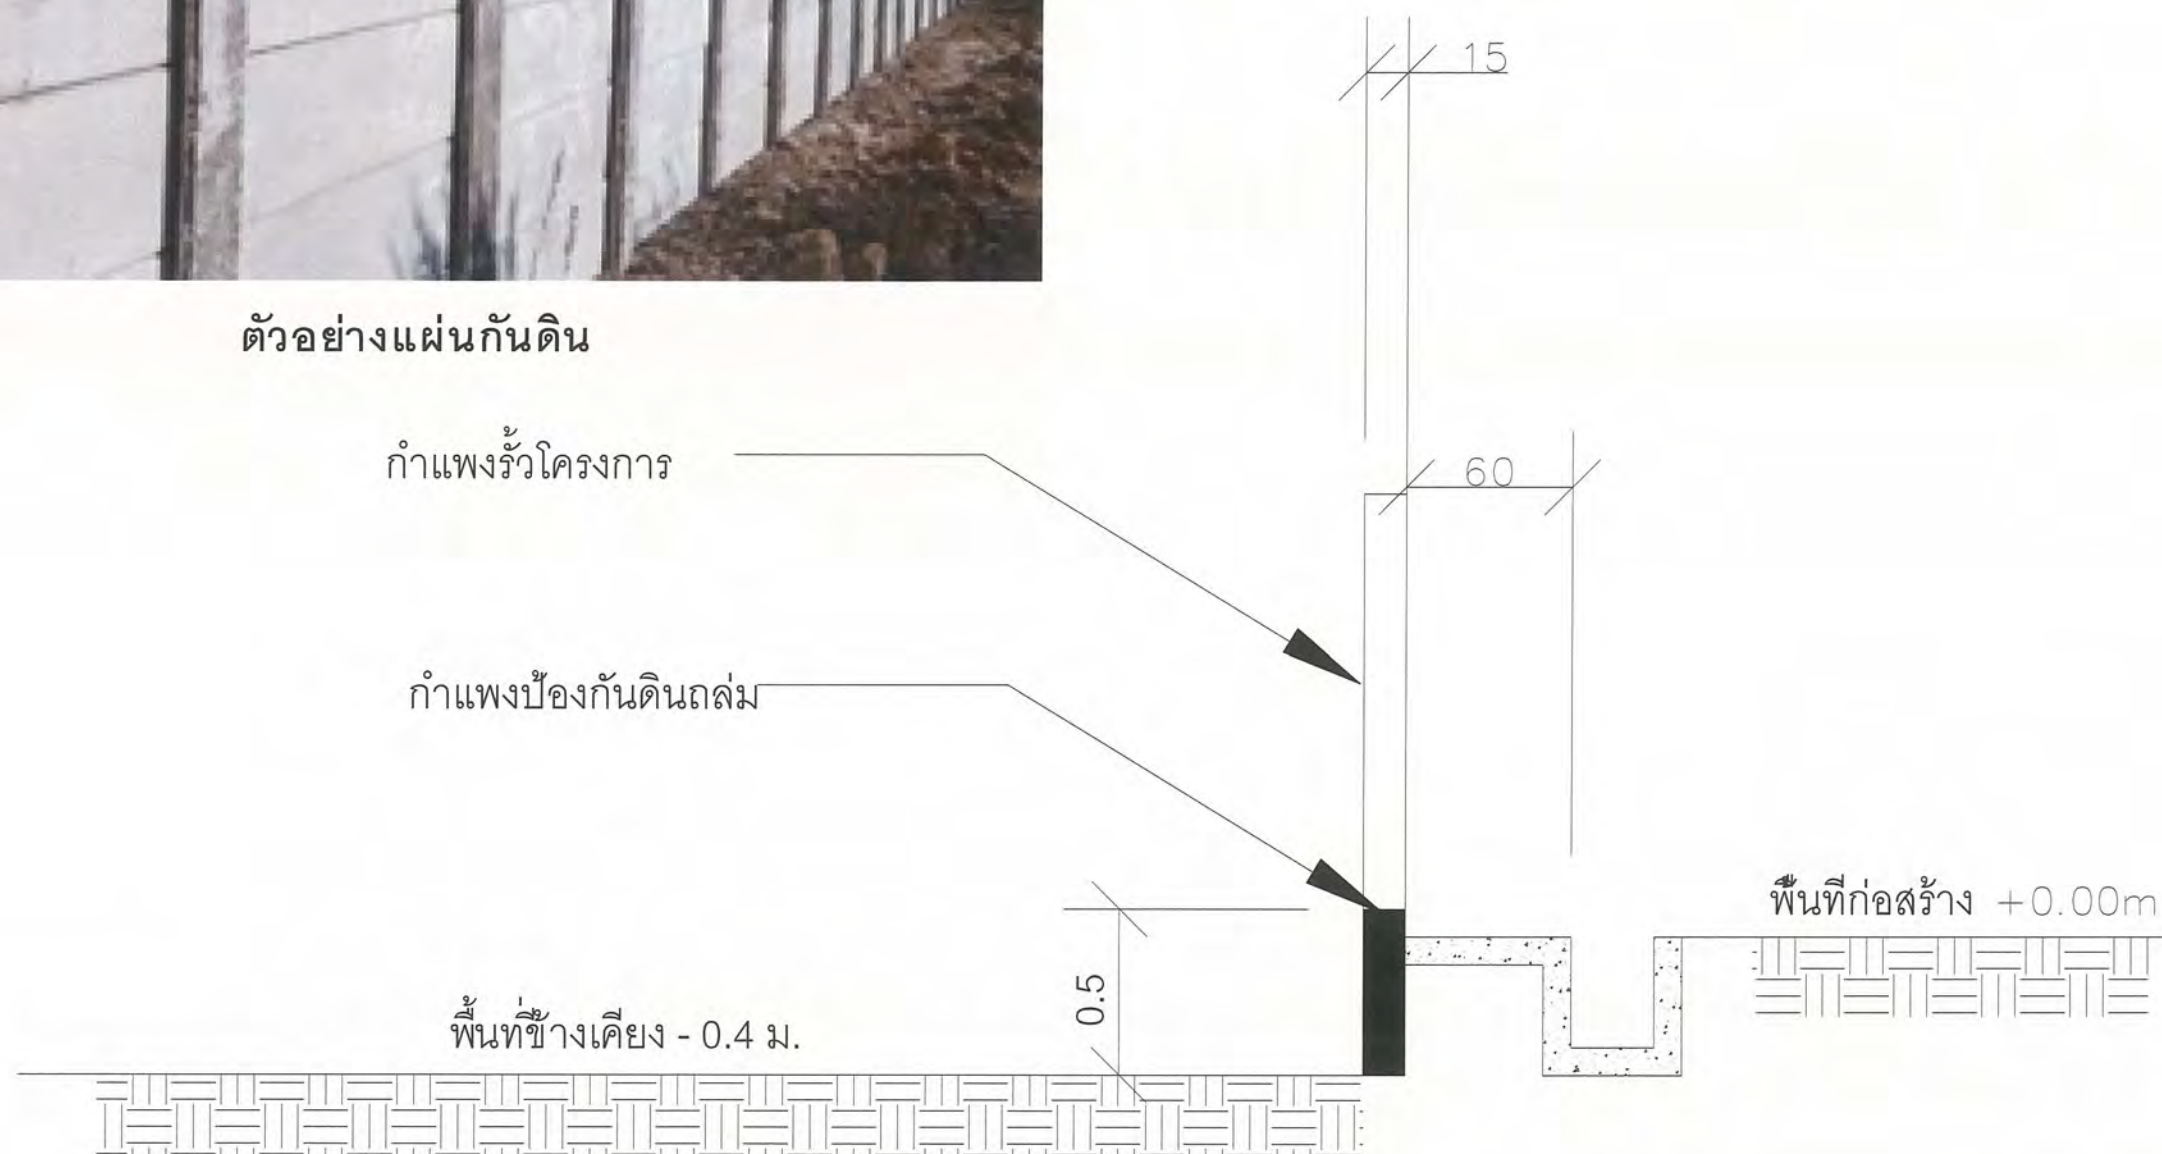 15
ตัวอย่างแผ่นกันดิน
กำแพงรั้วโครงการ
60
กำแพงป้องกันดินถล่ม
พื้นที่ก่อสร้าง +0.00m
0.5
พื้นที่ข้างเคียง - 0.4 ม.